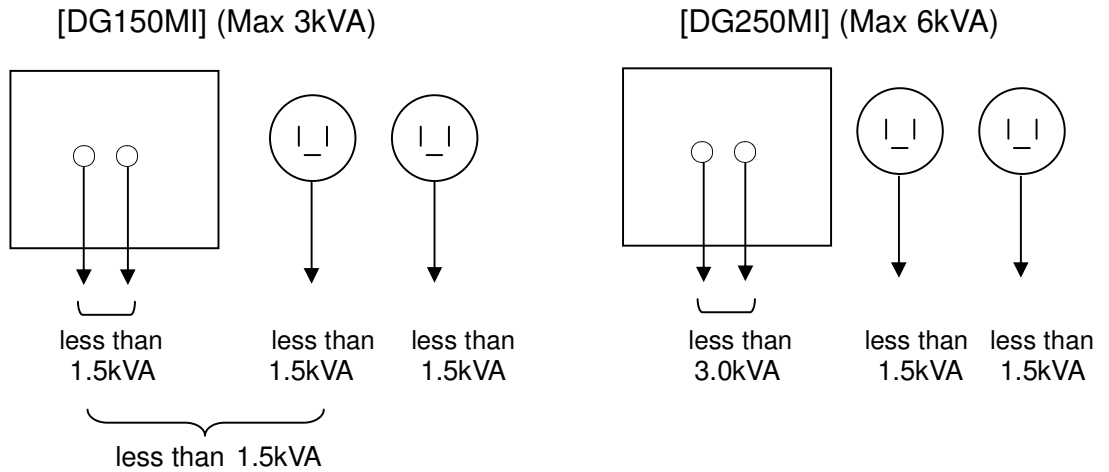 [DG150MI] (Max 3kVA)
less than
1.5kVA
less than
1.5kVA
less than
1.5kVA
less than 1.5kVA
[DG250MI] (Max 6kVA)
less than
3.0kVA
less than
1.5kVA
less than
1.5kVA